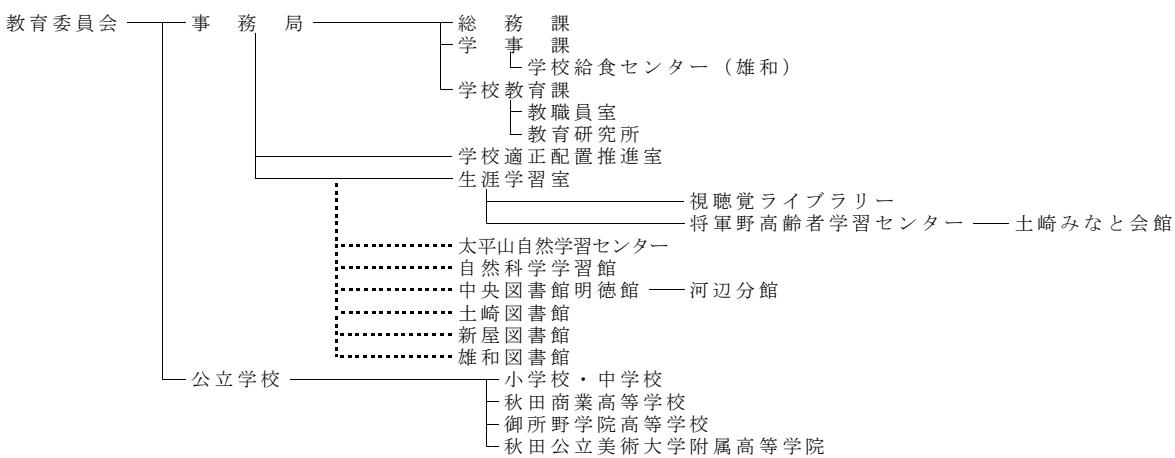 教育委員会 事務局 総務課
学事課
学校給食センター（雄和）
学校教育課
教職員室
教育研究所
学校適正配置推進室
生涯学習室
視聴覚ライブラリー
将軍野高齢者学習センター 土崎みなと会館
太平山自然学習センター
自然科学学習館
中央図書館明徳館 河辺分館
土崎図書館
新屋図書館
雄和図書館
公立学校 小学校・中学校
秋田商業高等学校
御所野学院高等学校
秋田公立美術大学附属高等学院